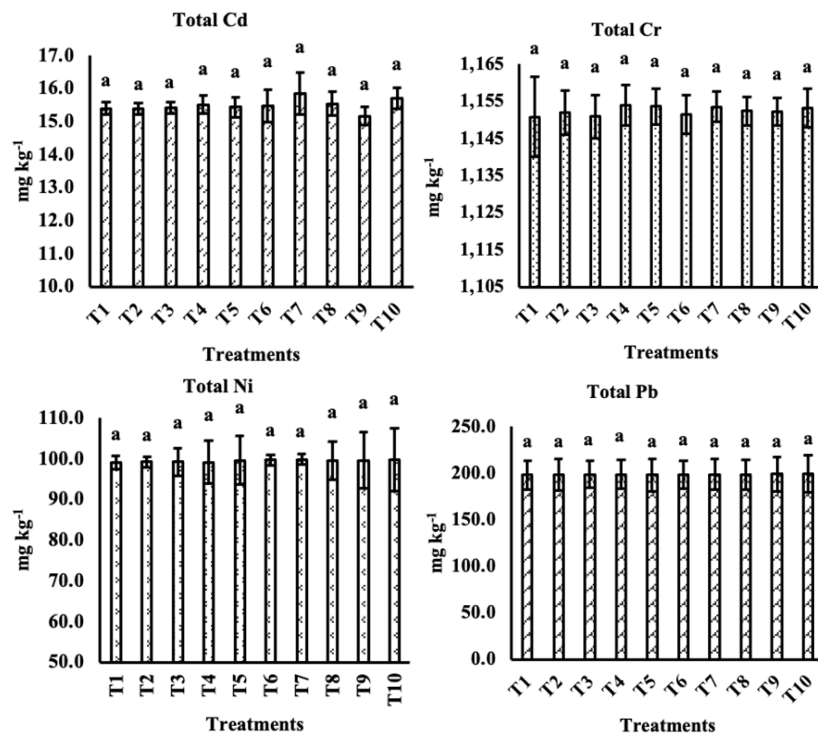 Total Cd
mg kg⁻¹
17.0
16.0
15.0
14.0
13.0
12.0
11.0
10.0
a a a a a a a a a a
T1 T2 T3 T4 T5 T6 T7 T8 T9 T10
Treatments
Total Cr
mg kg⁻¹
1,165
1,155
1,145
1,135
1,125
1,115
1,105
a a a a a a a a a a
T1 T2 T3 T4 T5 T6 T7 T8 T9 T10
Treatments
Total Ni
mg kg⁻¹
110.0
100.0
90.0
80.0
70.0
60.0
50.0
a a a a a a a a a a
T1 T2 T3 T4 T5 T6 T7 T8 T9 T10
Treatments
Total Pb
mg kg⁻¹
250.0
200.0
150.0
100.0
50.0
0.0
a a a a a a a a a a
T1 T2 T3 T4 T5 T6 T7 T8 T9 T10
Treatments